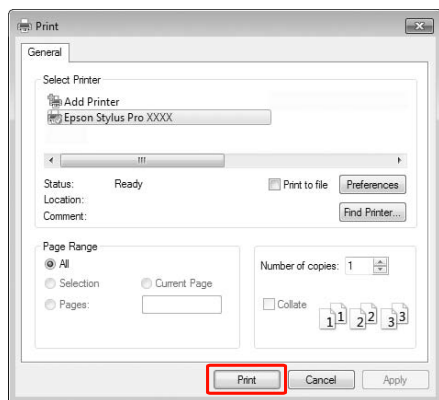 Print
General
Select Printer
Add Printer
Epson Stylus Pro XXXX
Status: Ready
Print to file
Preferences
Location:
Comment:
Find Printer...
Page Range
All
Selection
Current Page
Pages:
Number of copies: 1
Collate
1 1 2 2 3 3
Print
Cancel
Apply